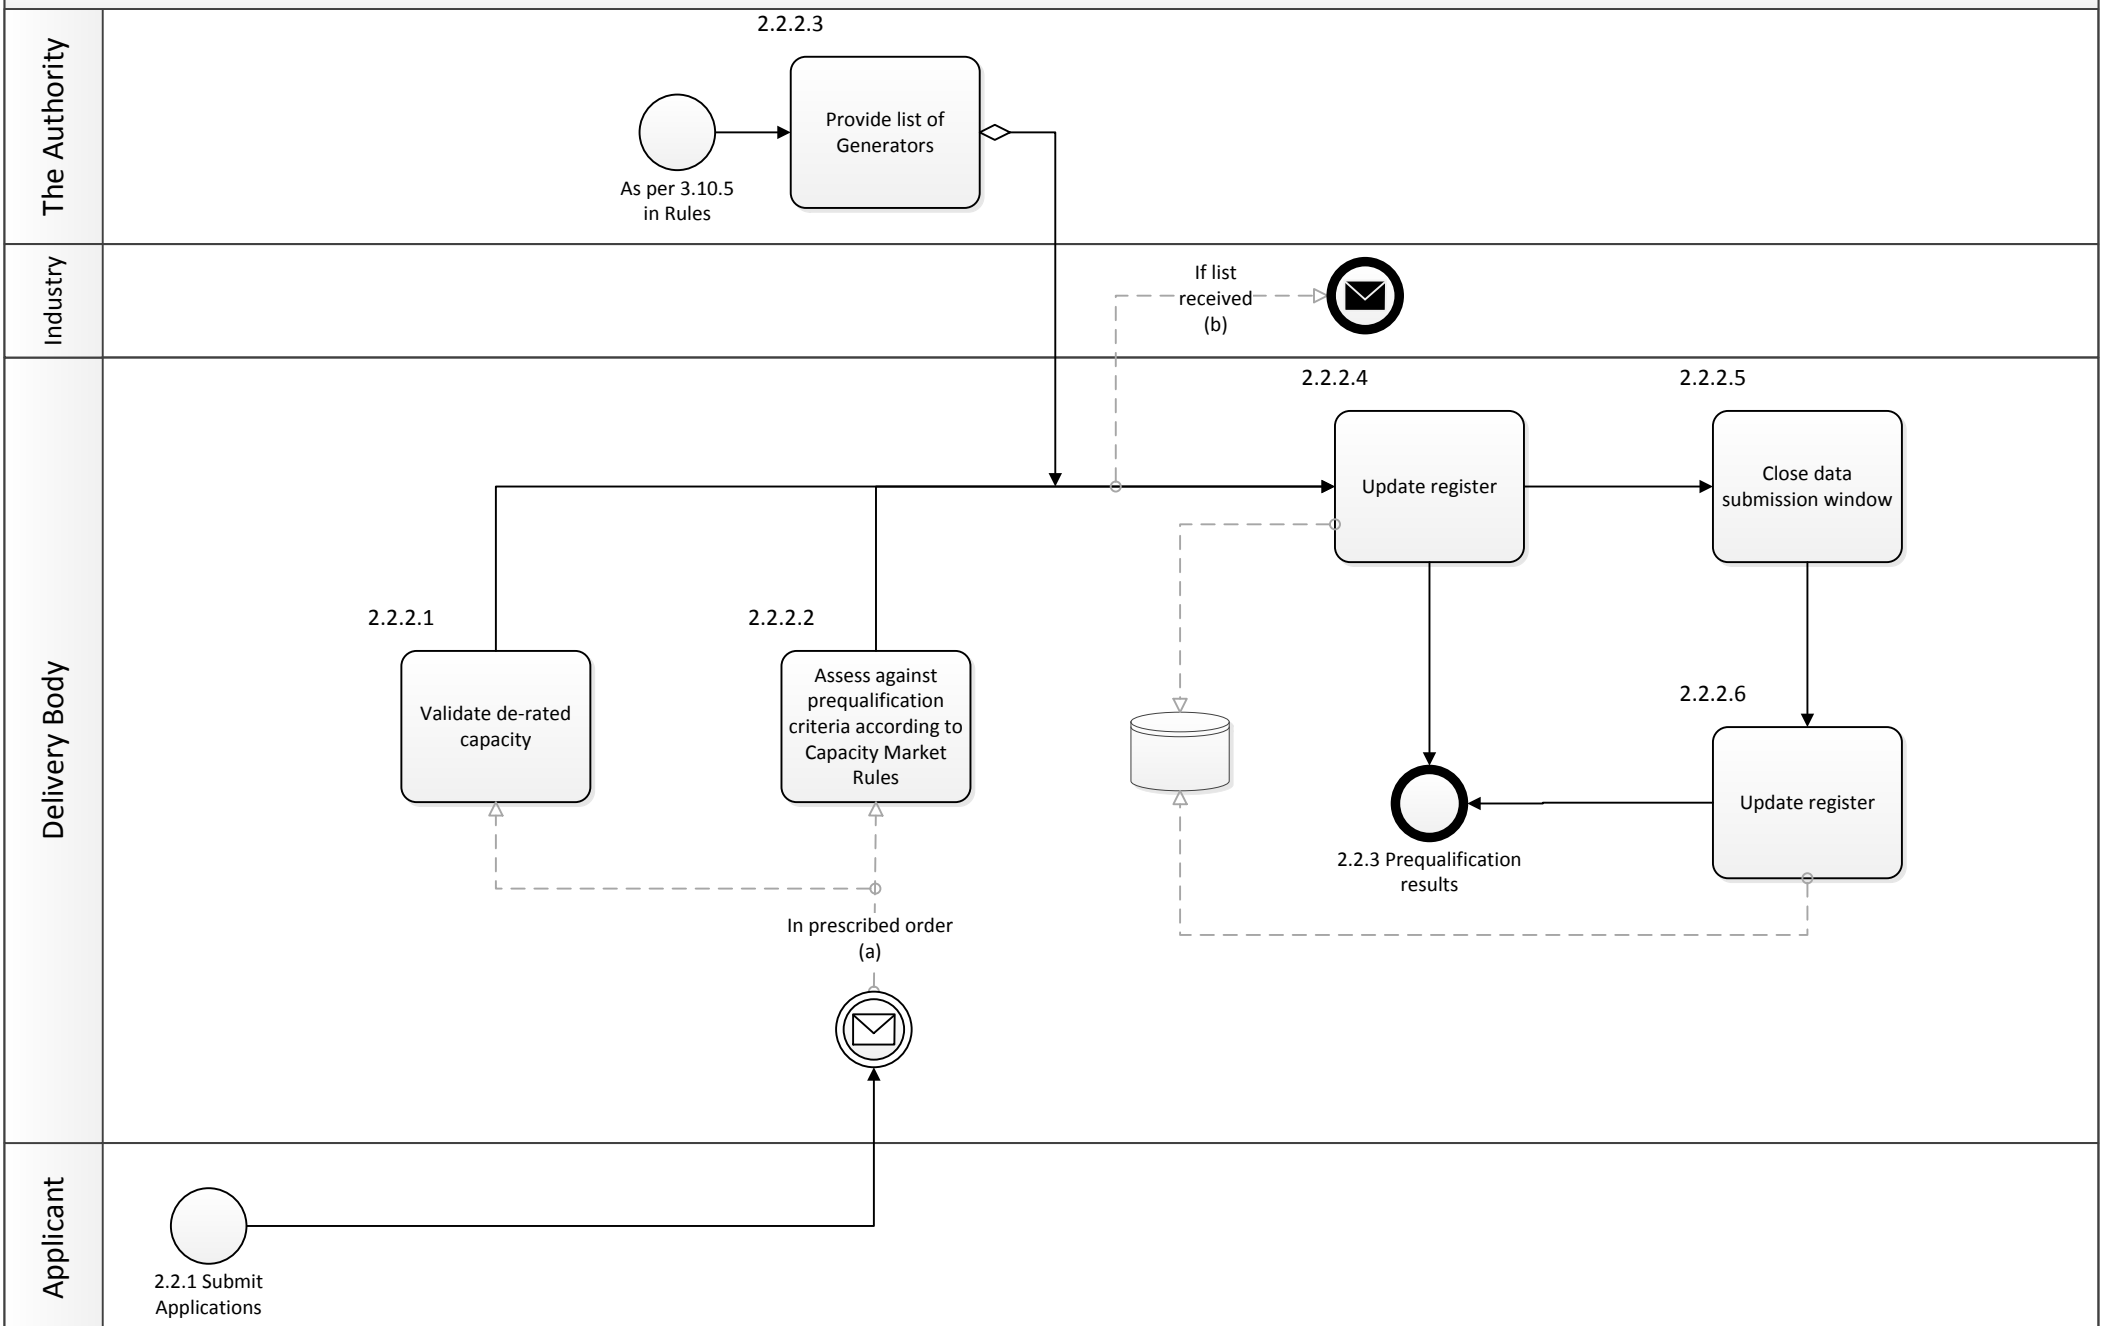 The Authority
2.2.2.3
Provide list of
Generators
As per 3.10.5
in Rules
Industry
If list
received
(b)
Delivery Body
2.2.2.4
Update register
2.2.2.5
Close data
submission window
2.2.2.1
Validate de-rated
capacity
2.2.2.2
Assess against
prequalification
criteria according to
Capacity Market
Rules
2.2.2.6
Update register
2.2.3 Prequalification
results
In prescribed order
(a)
Applicant
2.2.1 Submit
Applications